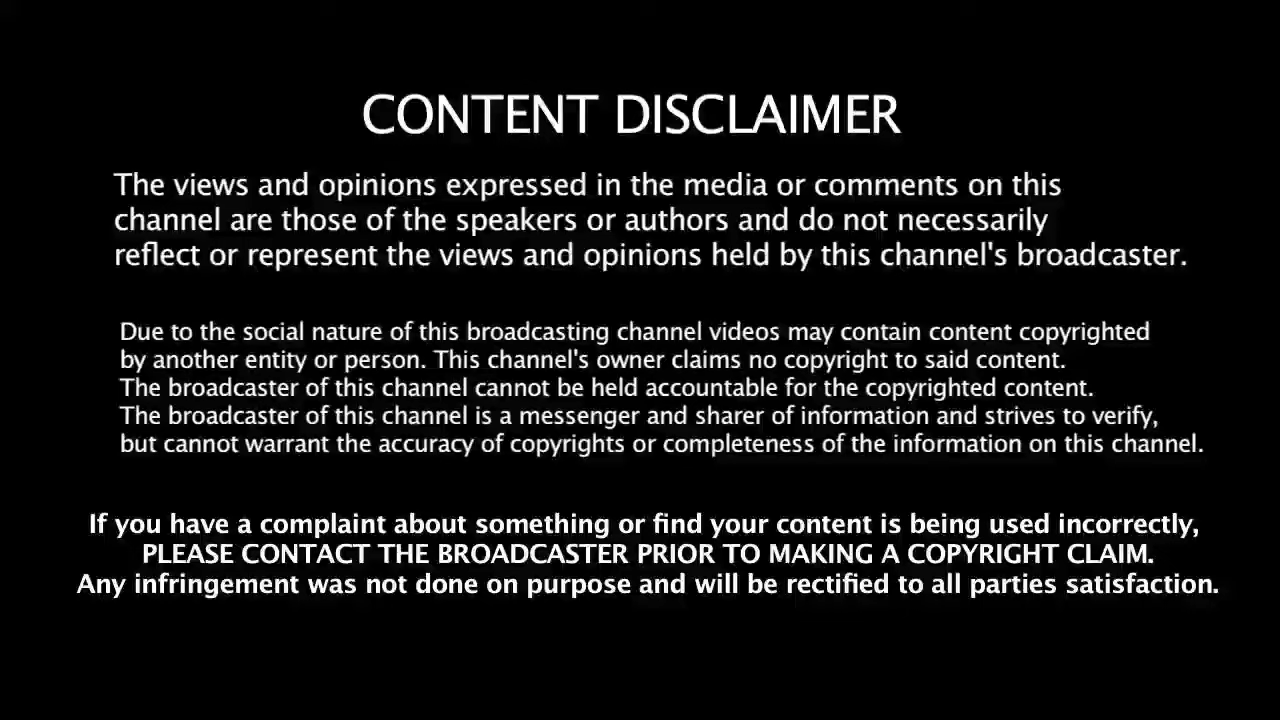 CONTENT DISCLAIMER
The views and opinions expressed in the media or comments on this
channel are those of the speakers or authors and do not necessarily
reflect or represent the views and opinions held by this channel's broadcaster.
Due to the social nature of this broadcasting channel videos may contain content copyrighted
by another entity or person. This channel's owner claims no copyright to said content.
The broadcaster of this channel cannot be held accountable for the copyrighted content.
The broadcaster of this channel is a messenger and sharer of information and strives to verify,
but cannot warrant the accuracy of copyrights or completeness of the information on this channel.
If you have a complaint about something or find your content is being used incorrectly,
PLEASE CONTACT THE BROADCASTER PRIOR TO MAKING A COPYRIGHT CLAIM.
Any infringement was not done on purpose and will be rectified to all parties satisfaction.